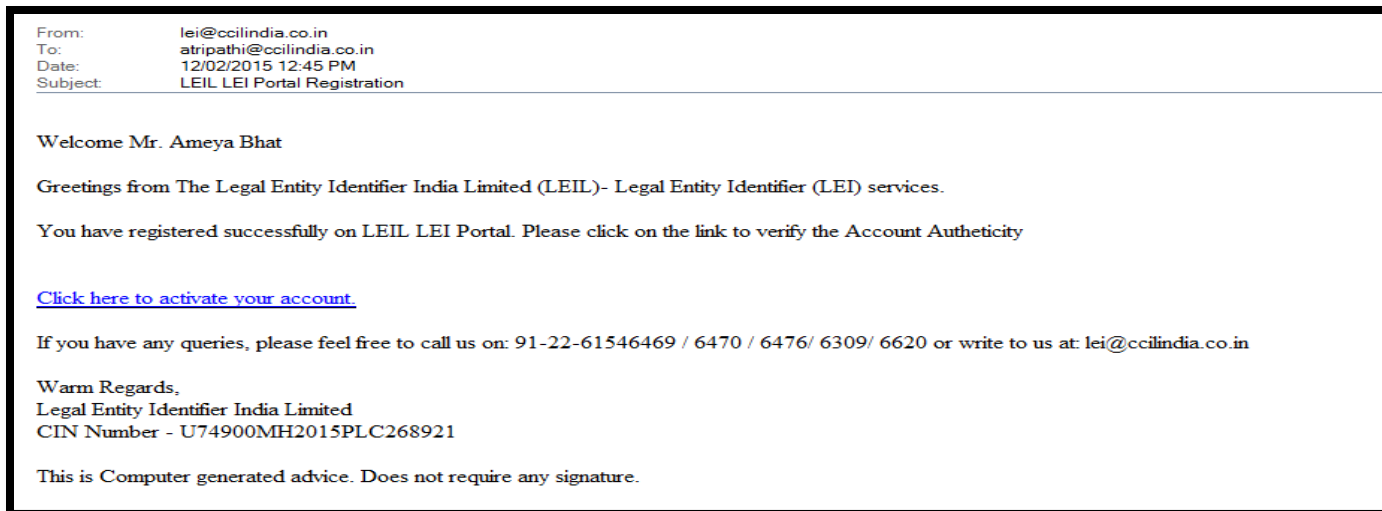 From: lei@ccilindia.co.in
To: atripathi@ccilindia.co.in
Date: 12/02/2015 12:45 PM
Subject: LEIL LEI Portal Registration
Welcome Mr. Ameya Bhat
Greetings from The Legal Entity Identifier India Limited (LEIL)- Legal Entity Identifier (LEI) services.
You have registered successfully on LEIL LEI Portal. Please click on the link to verify the Account Autheticity
Click here to activate your account.
If you have any queries, please feel free to call us on: 91-22-61546469 / 6470 / 6476/ 6309/ 6620 or write to us at: lei@ccilindia.co.in
Warm Regards,
Legal Entity Identifier India Limited
CIN Number - U74900MH2015PLC268921
This is Computer generated advice. Does not require any signature.